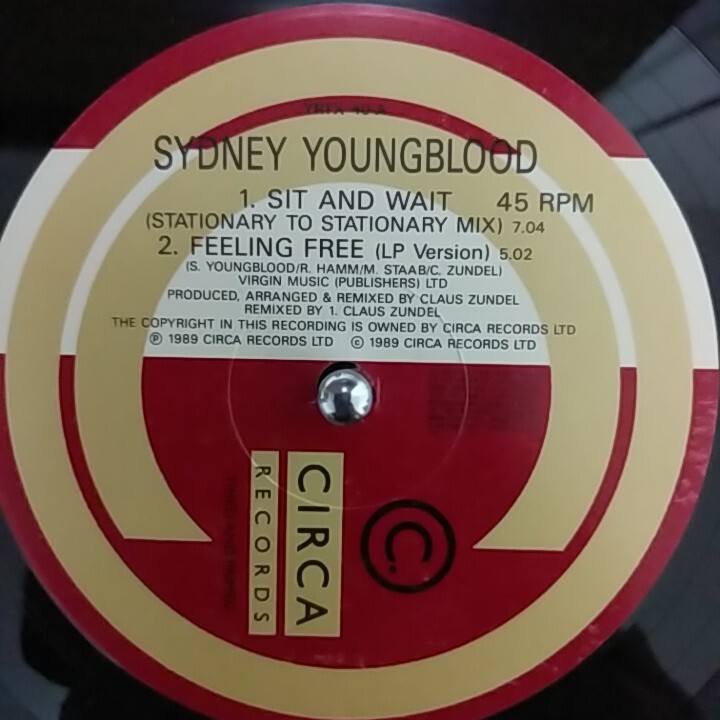 YRTX 40-A
SYDNEY YOUNGBLOOD
1. SIT AND WAIT 45 RPM
(STATIONARY TO STATIONARY MIX) 7.04
2. FEELING FREE (LP Version) 5.02
(S. YOUNGBLOOD/R. HAMM/M. STAAB/C. ZUNDEL)
VIRGIN MUSIC (PUBLISHERS) LTD
PRODUCED, ARRANGED & REMIXED BY CLAUS ZUNDEL
REMIXED BY 1. CLAUS ZUNDEL
THE COPYRIGHT IN THIS RECORDING IS OWNED BY CIRCA RECORDS LTD
℗ 1989 CIRCA RECORDS LTD © 1989 CIRCA RECORDS LTD
C
CIRCA
RECORDS